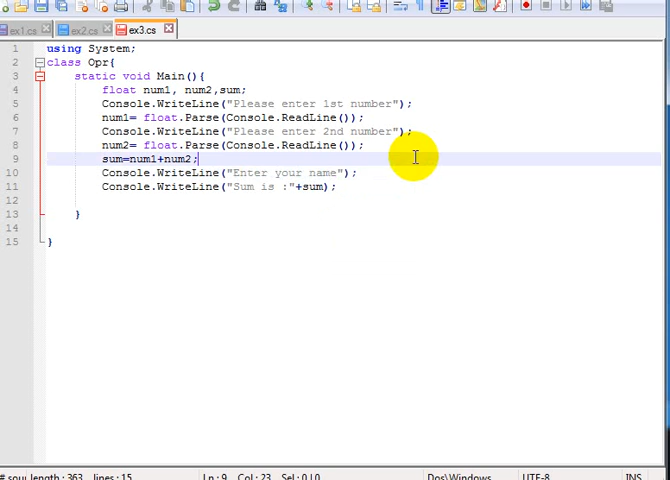 ex1.cs ex2.cs ex3.cs
1 using System;
2 class Opr{
3 static void Main(){
4 float num1, num2,sum;
5 Console.WriteLine("Please enter 1st number");
6 num1= float.Parse(Console.ReadLine());
7 Console.WriteLine("Please enter 2nd number");
8 num2= float.Parse(Console.ReadLine());
9 sum=num1+num2;
10 Console.WriteLine("Enter your name");
11 Console.WriteLine("Sum is :"+sum);
12
13 }
14
15 }
length : 363 lines : 15 Ln : 9 Col : 23 Sel : 0 | 0 Dos\Windows UTF-8 INS